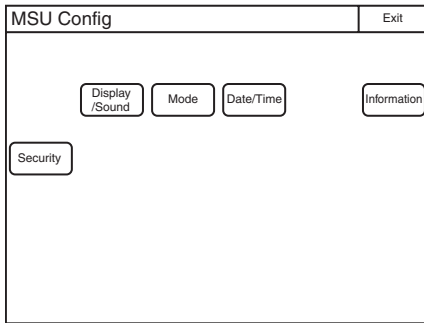 MSU Config
Exit
Display
/Sound
Mode
Date/Time
Information
Security